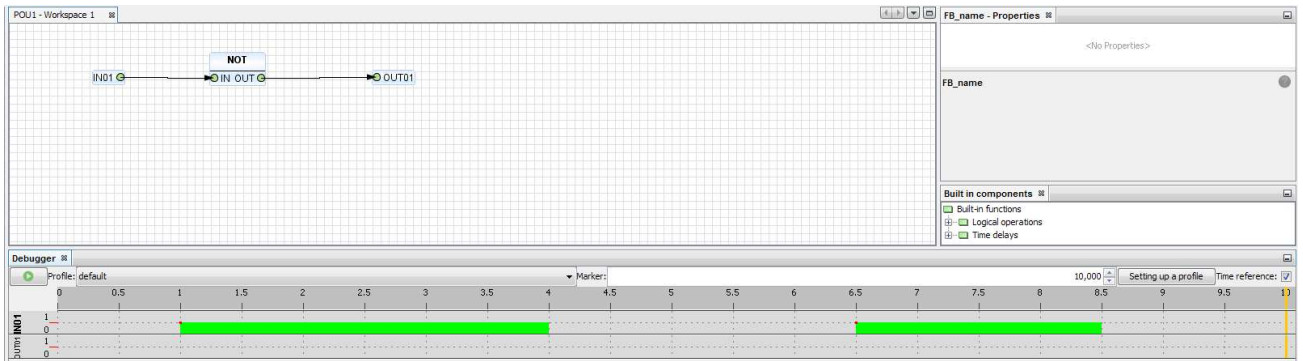 POU1 - Workspace 1
NOT
IN01
IN OUT
OUT01
FB_name - Properties
<No Properties>
FB_name
Built in components
Built-in functions
Logical operations
Time delays
Debugger
Profile: default
Marker: 10,000
Setting up a profile
Time reference:
0 0.5 1 1.5 2 2.5 3 3.5 4 4.5 5 5.5 6 6.5 7 7.5 8 8.5 9 9.5 10
IN01
1
0
OUT01
1
0